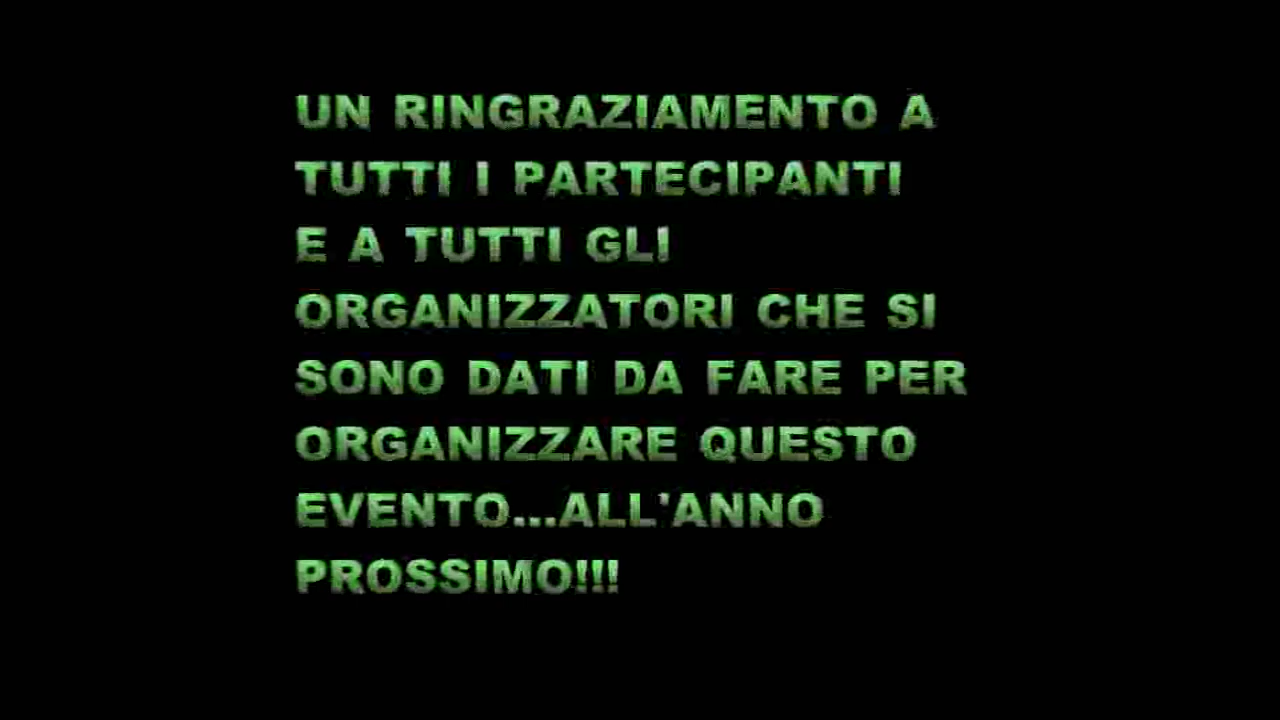 UN RINGRAZIAMENTO A
TUTTI I PARTECIPANTI
E A TUTTI GLI
ORGANIZZATORI CHE SI
SONO DATI DA FARE PER
ORGANIZZARE QUESTO
EVENTO...ALL'ANNO
PROSSIMO!!!